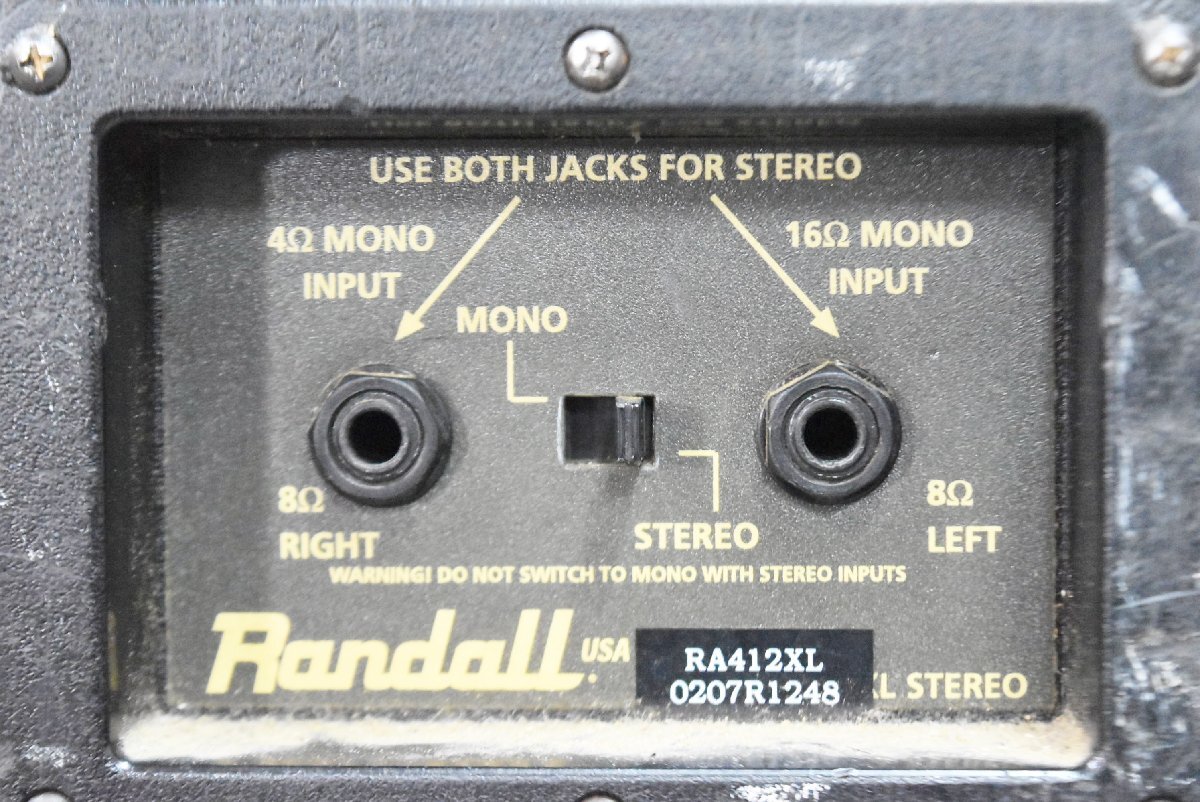 USE BOTH JACKS FOR STEREO
4Ω MONO
INPUT
16Ω MONO
INPUT
MONO
8Ω
RIGHT
STEREO
8Ω
LEFT
WARNING! DO NOT SWITCH TO MONO WITH STEREO INPUTS
Randall USA
RA412XL
0207R1248
XL STEREO